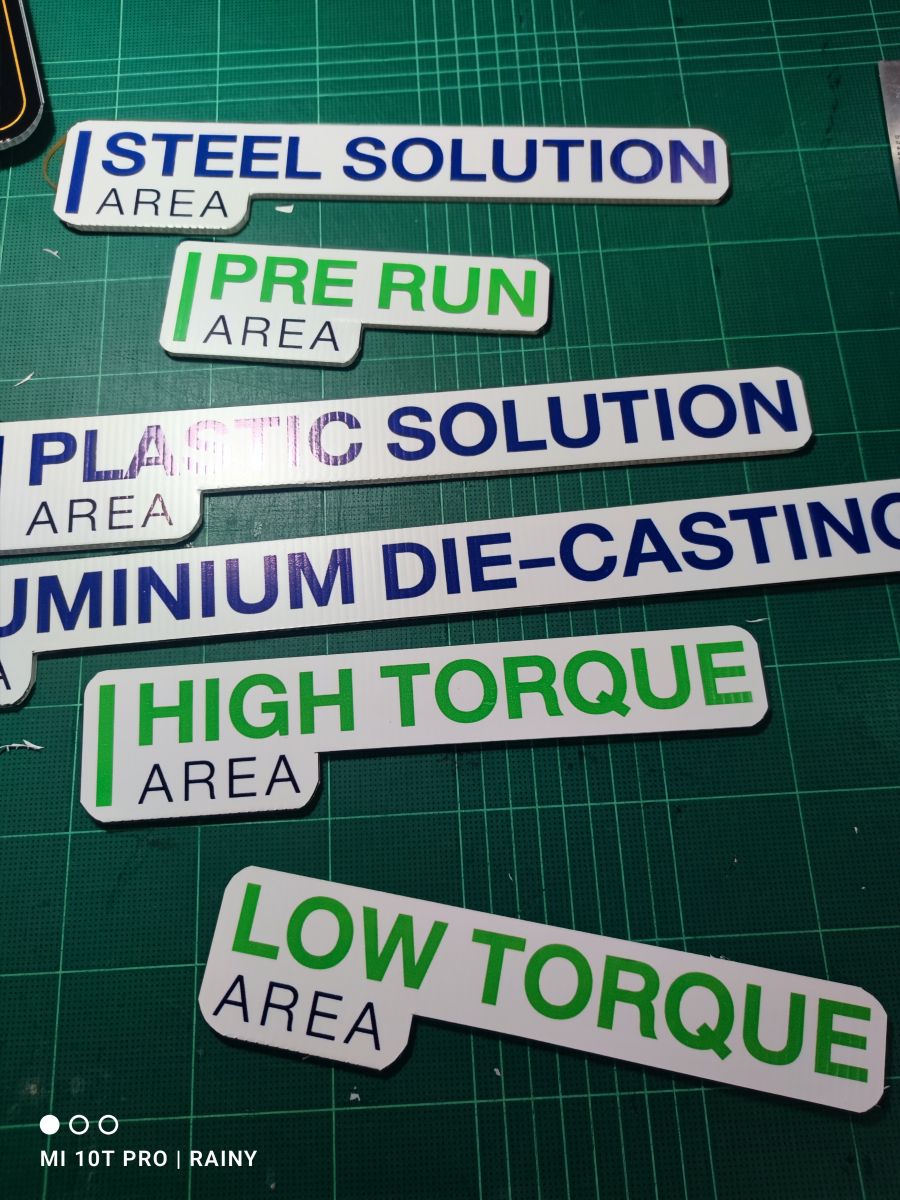 STEEL SOLUTION
AREA
PRE RUN
AREA
PLASTIC SOLUTION
AREA
UMINIUM DIE-CASTING
A
HIGH TORQUE
AREA
LOW TORQUE
AREA
MI 10T PRO | RAINY